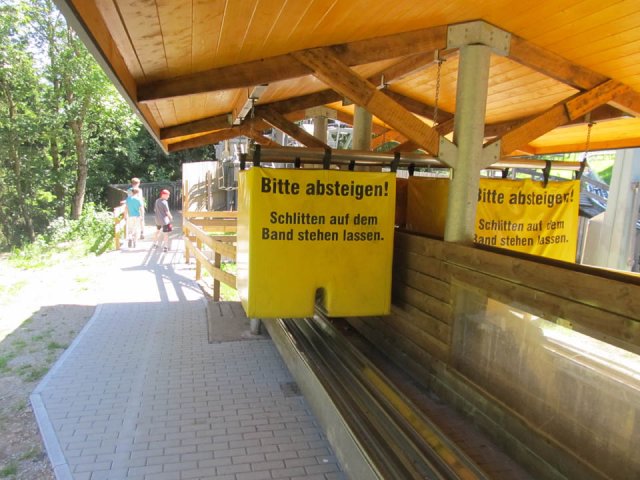 Bitte absteigen!
Schlitten auf dem
Band stehen lassen.
Bitte absteigen!
Schlitten auf dem
Band stehen lassen.